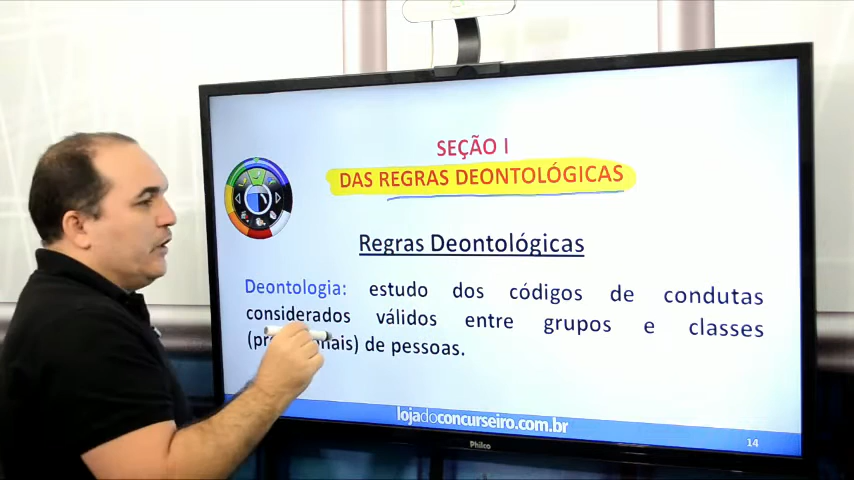 SEÇÃO I
DAS REGRAS DEONTOLÓGICAS
Regras Deontológicas
Deontologia: estudo dos códigos de condutas
considerados válidos entre grupos e classes
de pessoas.
lojadoconcurseiro.com.br
14
Philco